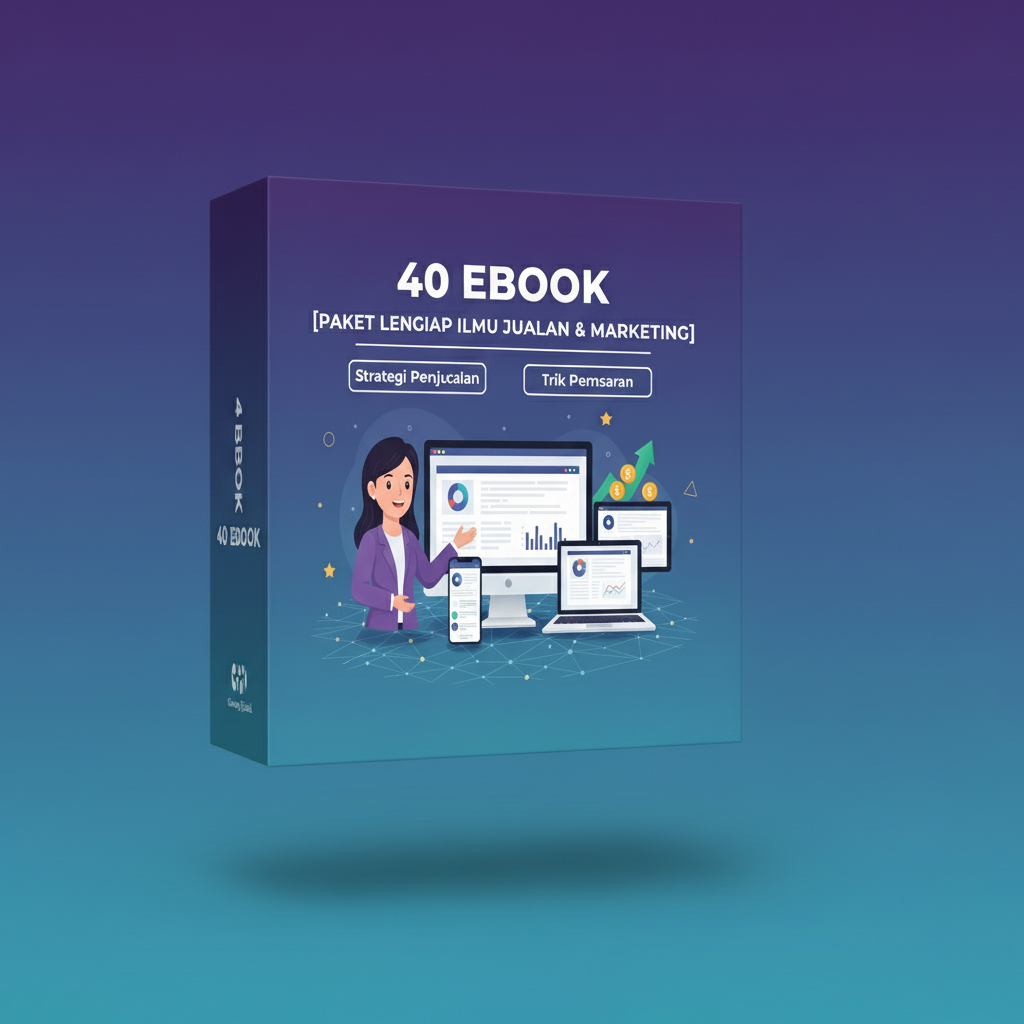 40 EBOOK
[PAKET LENGIAP ILMU JUALAN & MARKETING]
Strategi Penjucalan
Trik Pemsaran
4 BBOK
40 EBOOK